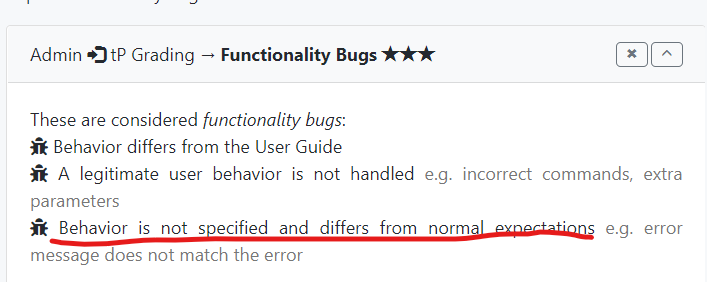 Admin tP Grading → Functionality Bugs ★★★
These are considered functionality bugs:
Behavior differs from the User Guide
A legitimate user behavior is not handled e.g. incorrect commands, extra
parameters
Behavior is not specified and differs from normal expectations e.g. error
message does not match the error